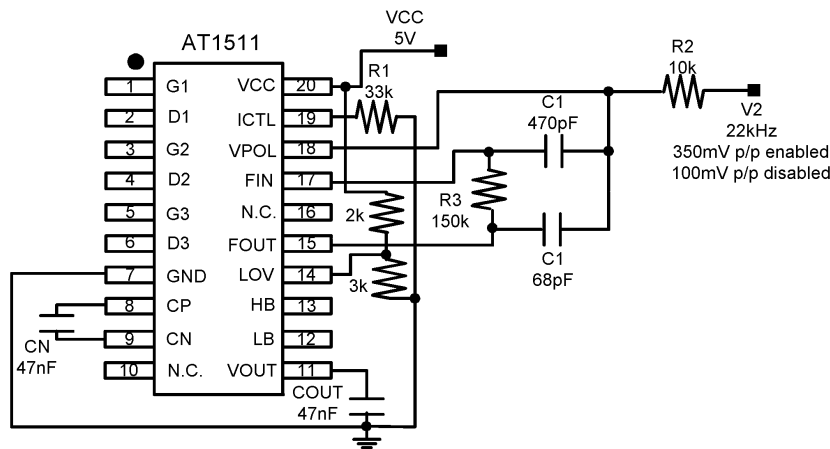 AT1511
VCC
5V
R1
33k
R2
10k
V2
22kHz
350mV p/p enabled
100mV p/p disabled
C1
470pF
R3
150k
C1
68pF
2k
3k
1 G1 VCC 20
2 D1 ICTL 19
3 G2 VPOL 18
4 D2 FIN 17
5 G3 N.C. 16
6 D3 FOUT 15
7 GND LOV 14
8 CP HB 13
9 CN LB 12
10 N.C. VOUT 11
CN
47nF
COUT
47nF